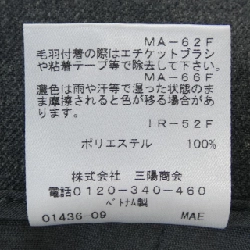 MA-62F
毛羽付着の際はエチケットブラシ
や粘着テープ等で除去して下さい。
MA-66F
濃色は雨や汗等で湿った状態のま
ま摩擦されると色が移る場合があ
ります。
IR-52F
ポリエステル 100%
株式会社 三陽商会
電話0120-340-460
ベトナム製
01436 09 MAE